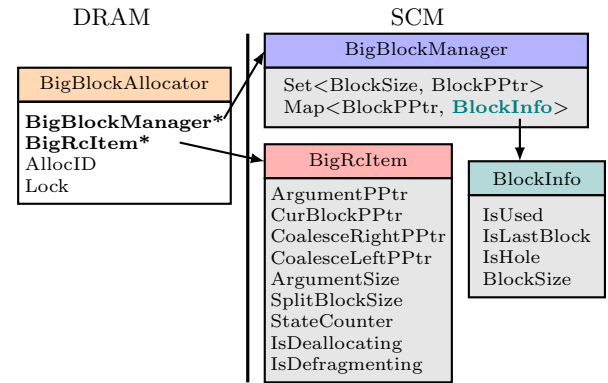 DRAM
SCM
BigBlockAllocator
BigBlockManager*
BigRcItem*
AllocID
Lock
BigBlockManager
Set<BlockSize, BlockPPtr>
Map<BlockPPtr, BlockInfo>
BigRcItem
ArgumentPPtr
CurBlockPPtr
CoalesceRightPPtr
CoalesceLeftPPtr
ArgumentSize
SplitBlockSize
StateCounter
IsDeallocating
IsDefragmenting
BlockInfo
IsUsed
IsLastBlock
IsHole
BlockSize